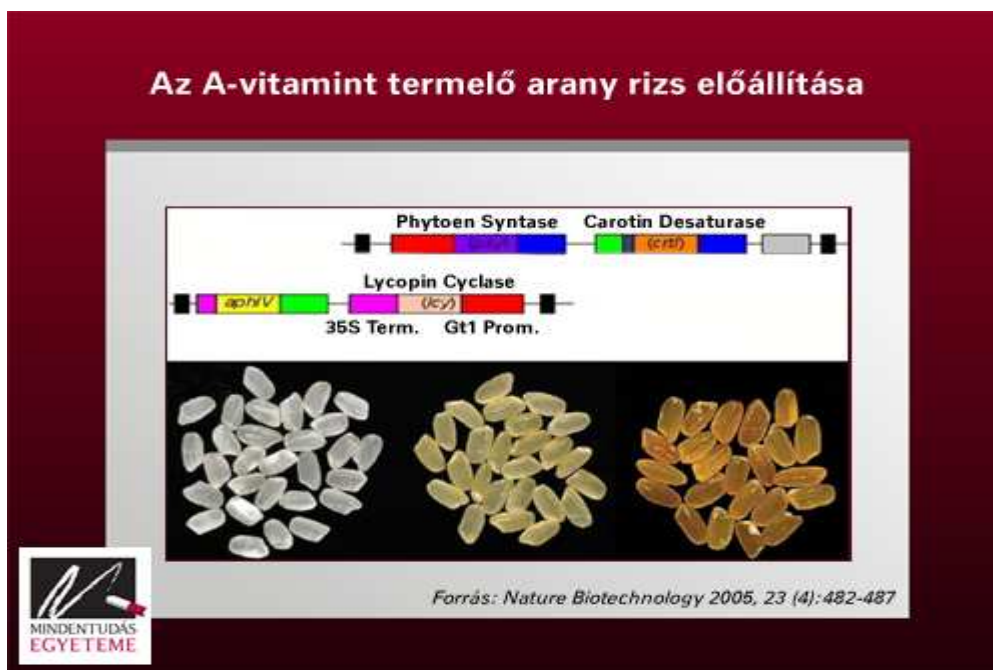 Az A-vitamint termelő arany rizs előállítása
Phytoen Syntase Carotin Desaturase
(crtI)
Lycopin Cyclase
aphIV (lcy)
35S Term. Gt1 Prom.
Forrás: Nature Biotechnology 2005, 23 (4):482-487
MINDENTUDÁS
EGYETEME